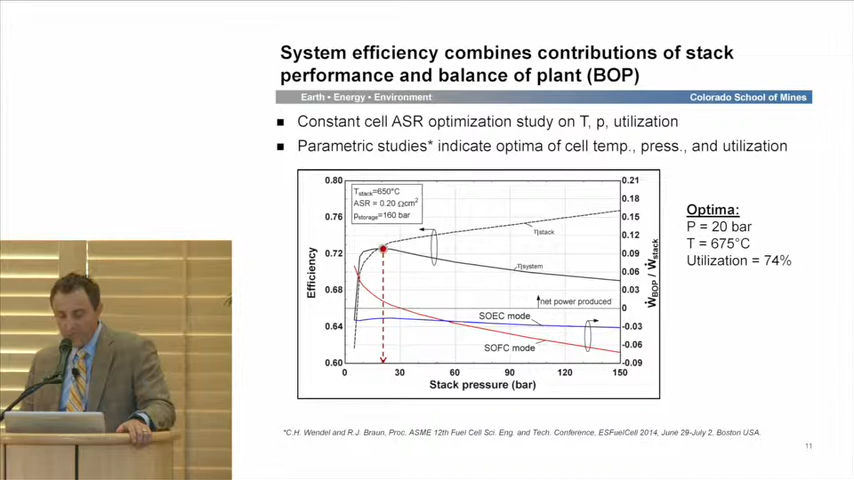 System efficiency combines contributions of stack
performance and balance of plant (BOP)
Earth • Energy • Environment
Colorado School of Mines
Constant cell ASR optimization study on T, p, utilization
Parametric studies* indicate optima of cell temp., press., and utilization
Tstack=650°C
ASR = 0.20 Ωcm²
pstorage=160 bar
Efficiency
0.80
0.76
0.72
0.68
0.64
0.60
0.21
0.18
0.15
0.12
0.09
0.06
0.03
0
-0.03
-0.06
-0.09
ẆBOP / Ẇstack
ηstack
ηsystem
net power produced
SOEC mode
SOFC mode
0
30
60
90
120
150
Stack pressure (bar)
Optima:
P = 20 bar
T = 675°C
Utilization = 74%
*C.H. Wendel and R.J. Braun, Proc. ASME 12th Fuel Cell Sci. Eng. and Tech. Conference, ESFuelCell 2014, June 29-July 2, Boston USA.
11